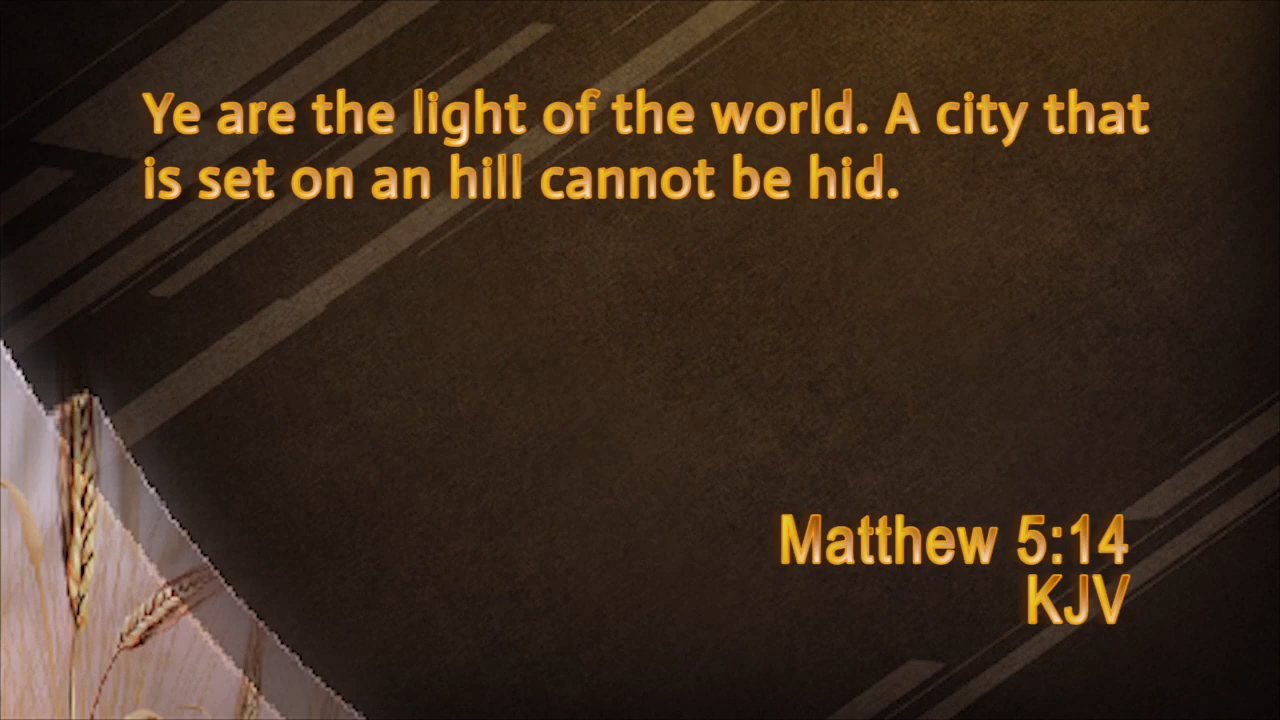 Ye are the light of the world. A city that
is set on an hill cannot be hid.
Matthew 5:14
KJV